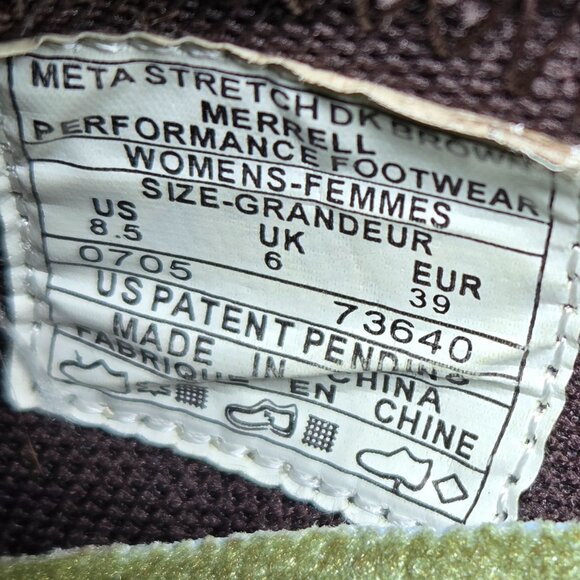 META STRETCH DK BROWN
MERRELL
PERFORMANCE FOOTWEAR
WOMENS-FEMMES
SIZE-GRANDEUR
US UK EUR
8.5 6 39
0705 73640
US PATENT PENDING
MADE IN CHINA
FABRIQUE EN CHINE